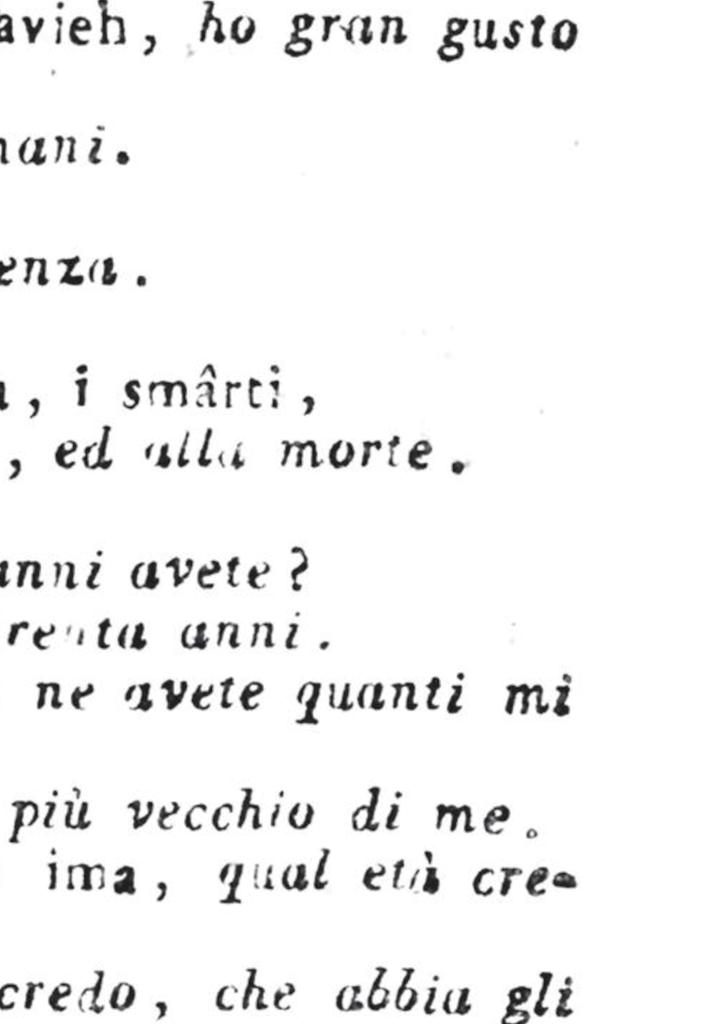 avieh, ho gran gusto
nani.
enza.
, i smârti,
, ed alla morte.
anni avete?
renta anni.
ne avete quanti mi
più vecchio di me.
ima, qual età cre-
credo, che abbia gli